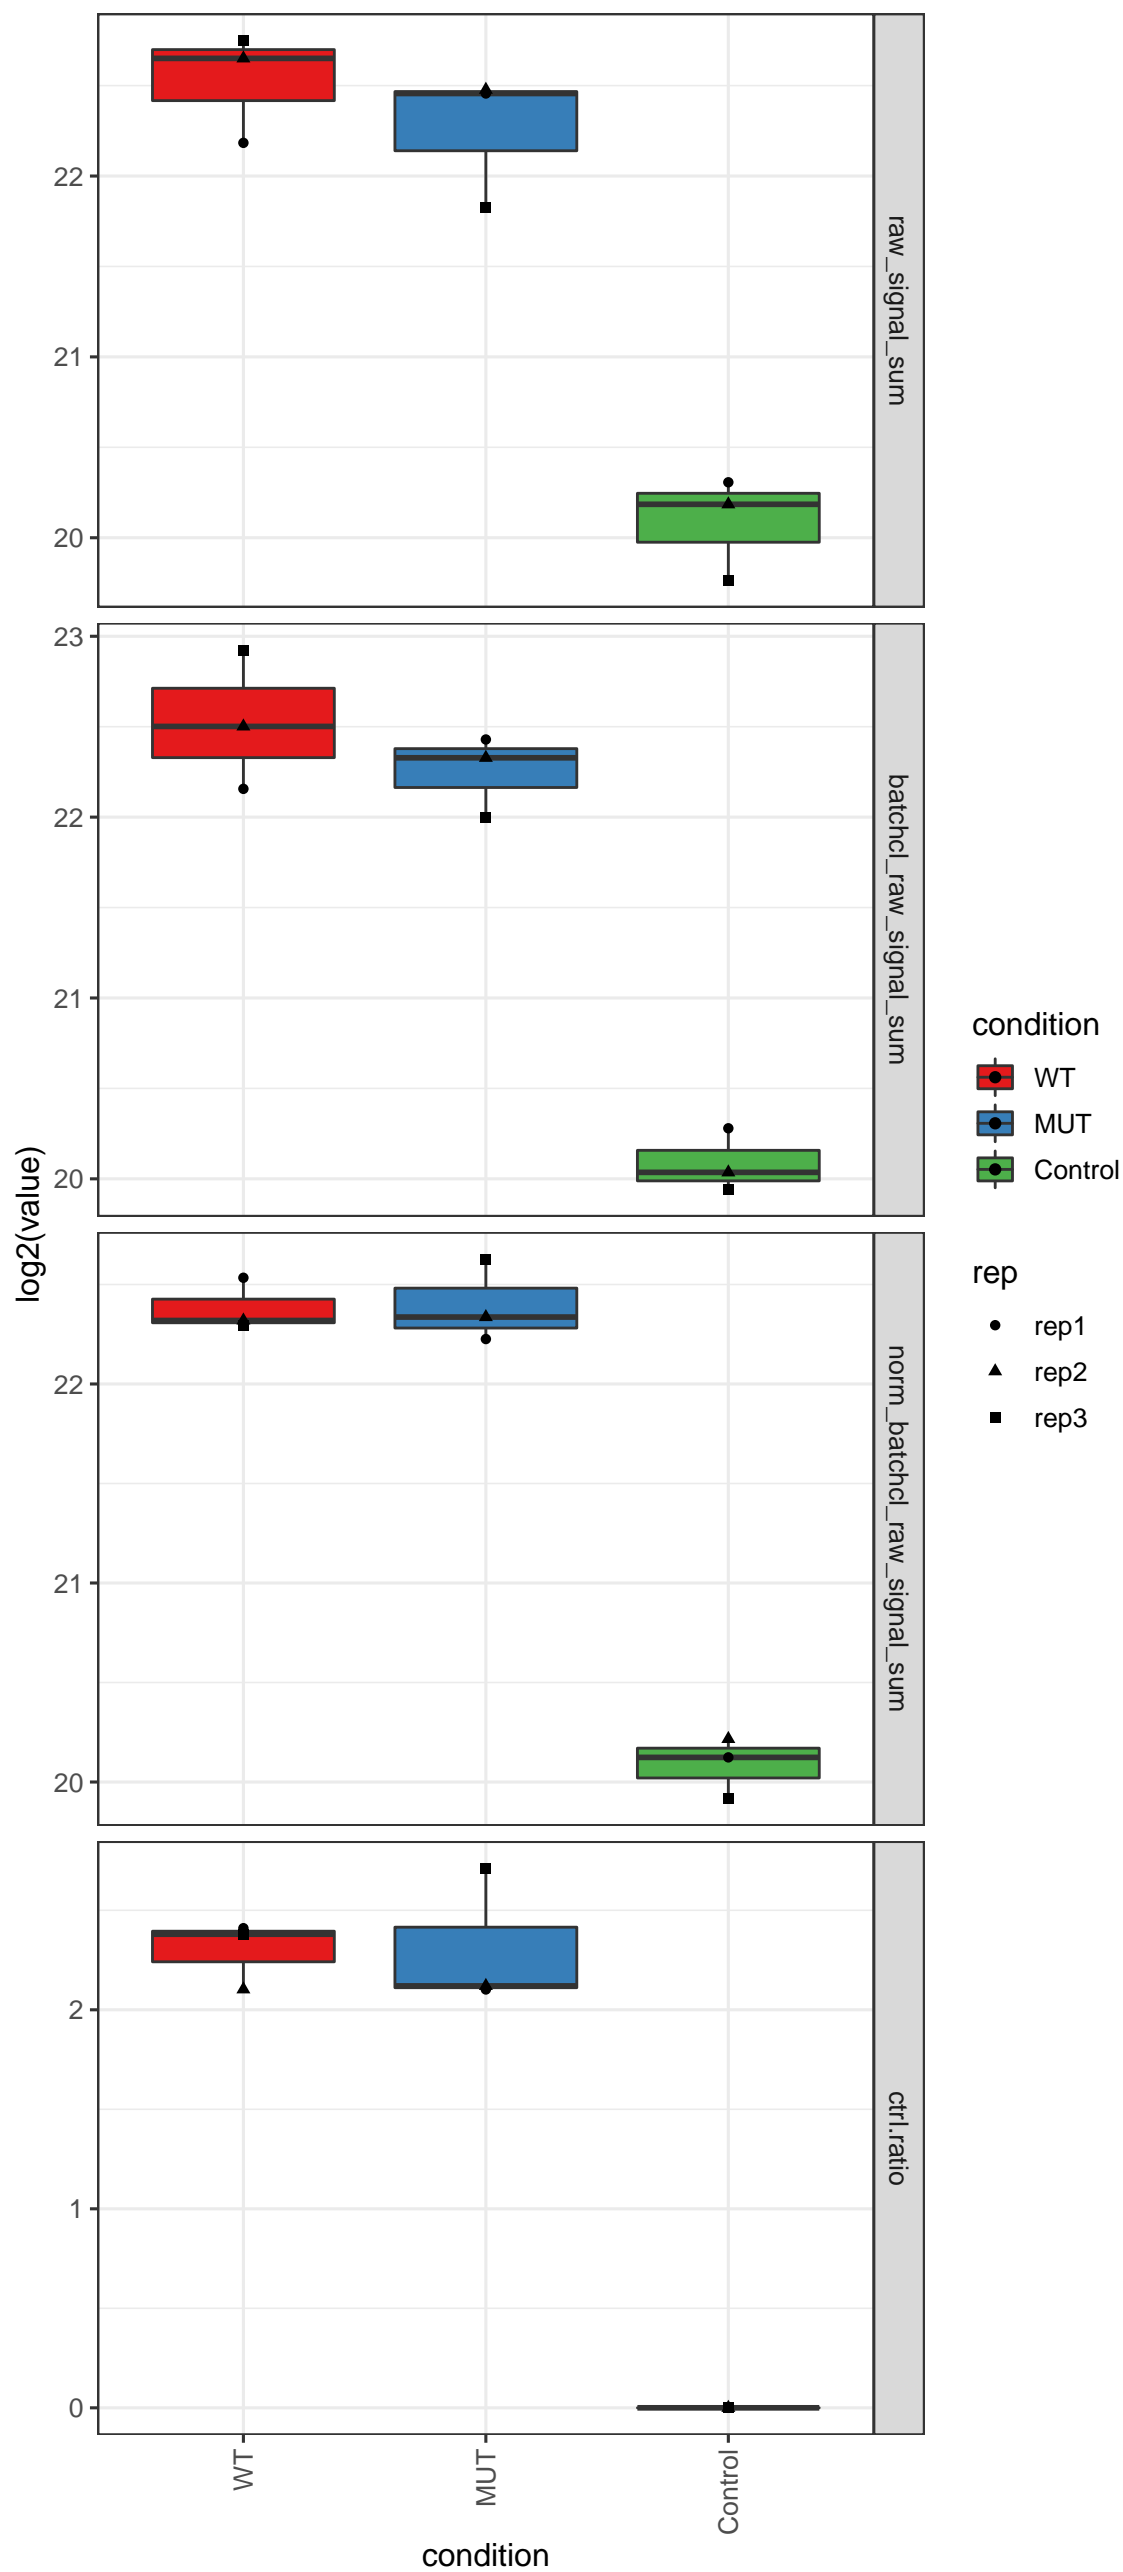 22
21
20
raw_signal_sum
23
22
21
20
batchcl_raw_signal_sum
22
21
20
norm_batchcl_raw_signal_sum
2
1
0
ctrl.ratio
log2(value)
WT
MUT
Control
condition
condition
WT
MUT
Control
rep
rep1
rep2
rep3